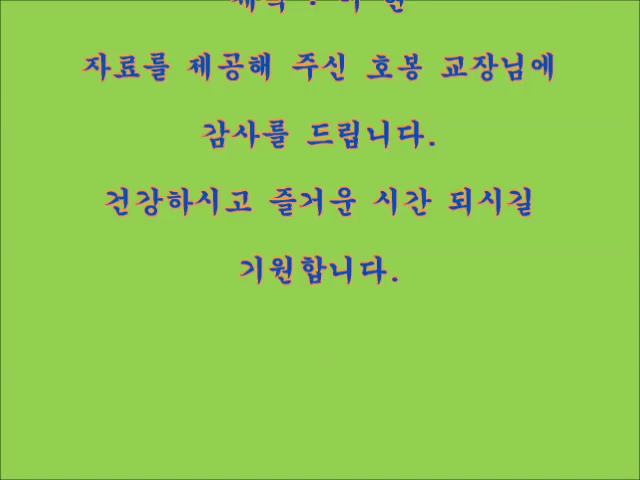 자료를 제공해 주신 호봉 교장님에
감사를 드립니다.
건강하시고 즐거운 시간 되시길
기원합니다.